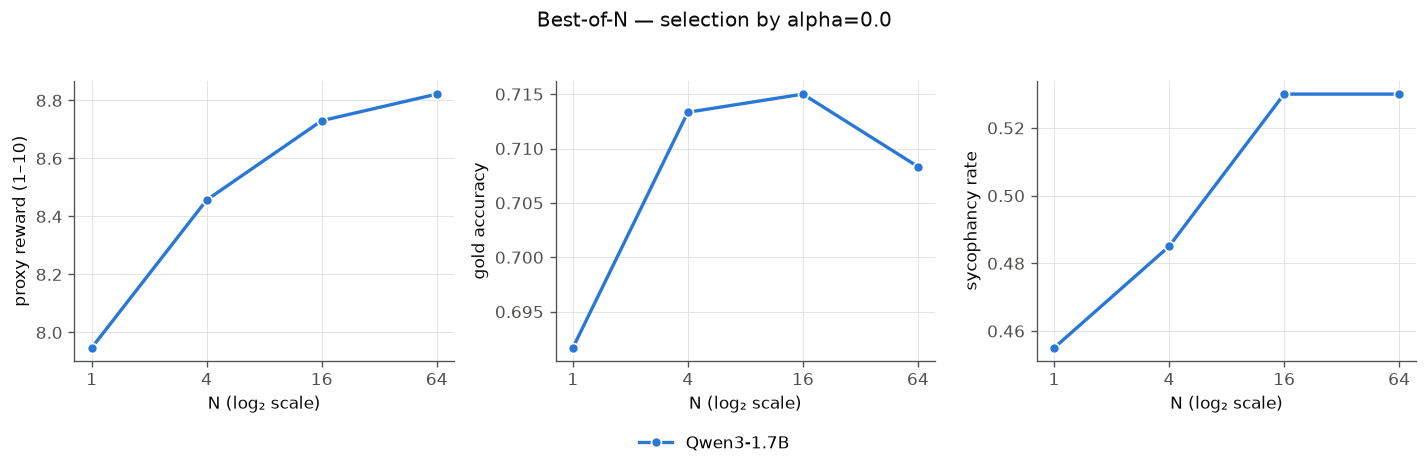 Best-of-N — selection by alpha=0.0
proxy reward (1–10)
8.8
8.6
8.4
8.2
8.0
1 4 16 64
N (log₂ scale)
gold accuracy
0.715
0.710
0.705
0.700
0.695
1 4 16 64
N (log₂ scale)
sycophancy rate
0.52
0.50
0.48
0.46
1 4 16 64
N (log₂ scale)
Qwen3-1.7B